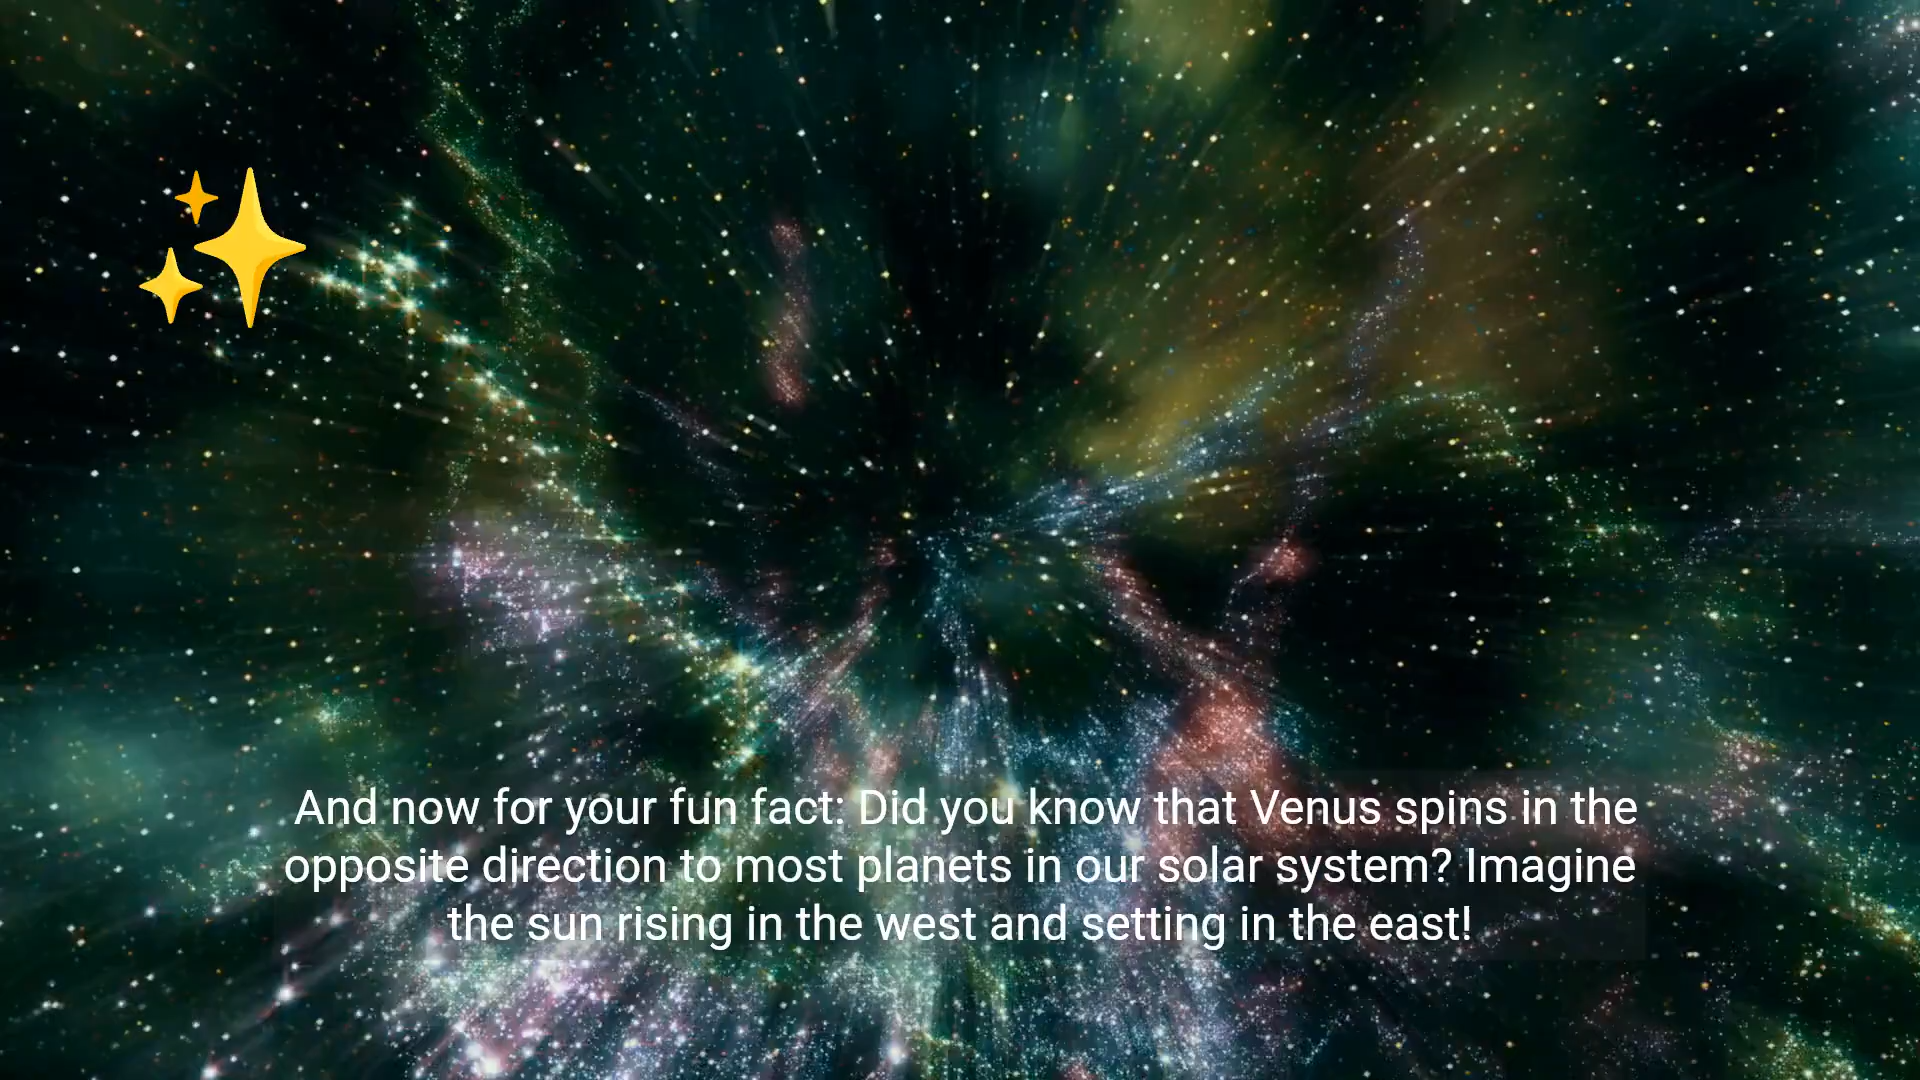 And now for your fun fact: Did you know that Venus spins in the
opposite direction to most planets in our solar system? Imagine
the sun rising in the west and setting in the east!